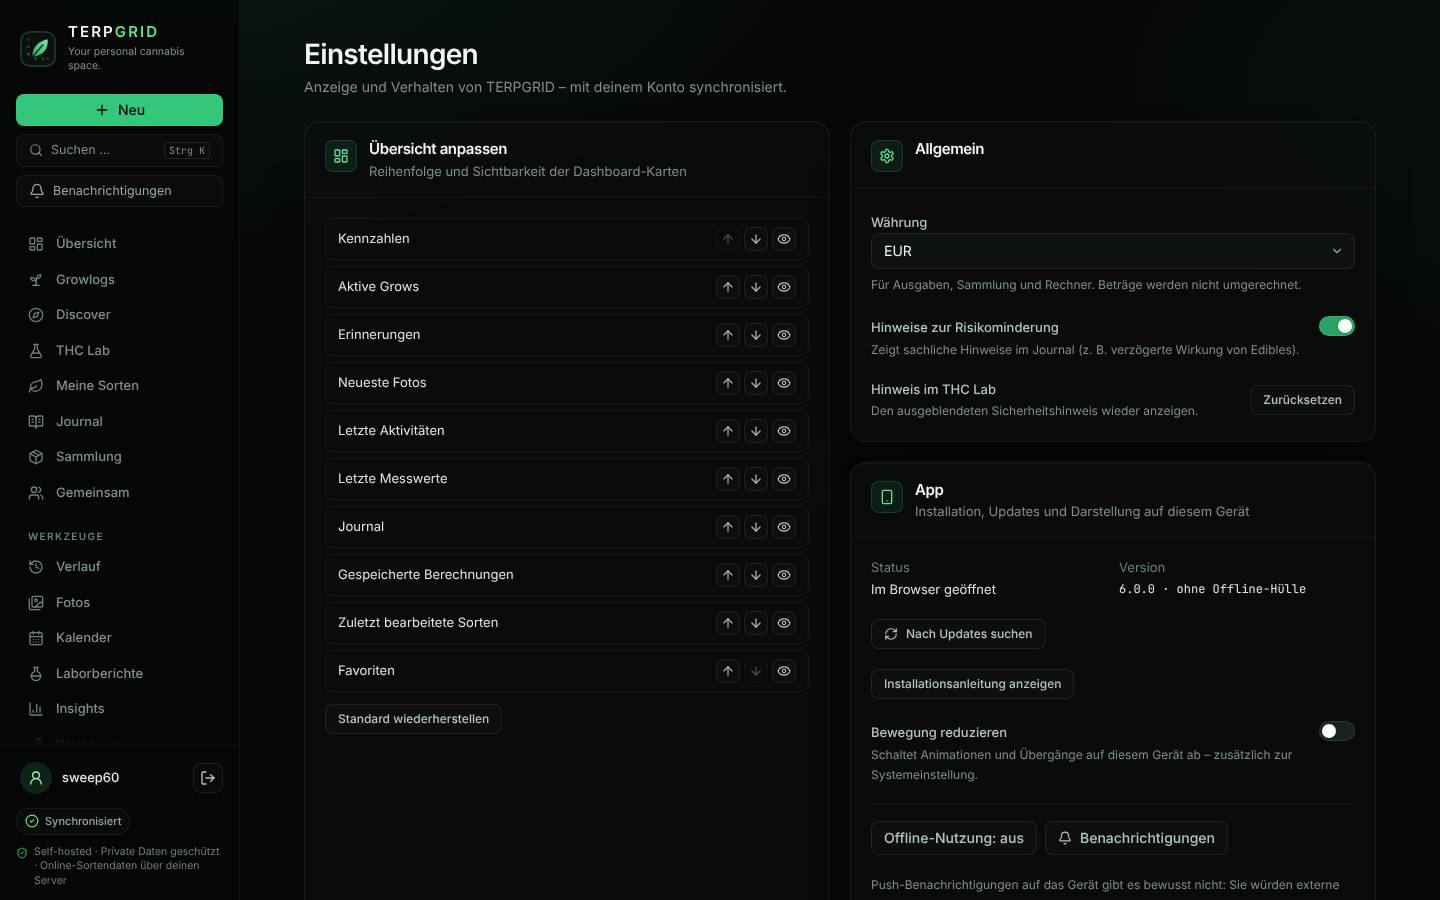 TERPGRID
Your personal cannabis
space.
Neu
Suchen ...
Strg K
Benachrichtigungen
Übersicht
Growlogs
Discover
THC Lab
Meine Sorten
Journal
Sammlung
Gemeinsam
WERKZEUGE
Verlauf
Fotos
Kalender
Laborberichte
Insights
sweep60
Synchronisiert
Self-hosted · Private Daten geschützt
· Online-Sortendaten über deinen
Server
Einstellungen
Anzeige und Verhalten von TERPGRID – mit deinem Konto synchronisiert.
Übersicht anpassen
Reihenfolge und Sichtbarkeit der Dashboard-Karten
Kennzahlen
Aktive Grows
Erinnerungen
Neueste Fotos
Letzte Aktivitäten
Letzte Messwerte
Journal
Gespeicherte Berechnungen
Zuletzt bearbeitete Sorten
Favoriten
Standard wiederherstellen
Allgemein
Währung
EUR
Für Ausgaben, Sammlung und Rechner. Beträge werden nicht umgerechnet.
Hinweise zur Risikominderung
Zeigt sachliche Hinweise im Journal (z. B. verzögerte Wirkung von Edibles).
Hinweis im THC Lab
Den ausgeblendeten Sicherheitshinweis wieder anzeigen.
Zurücksetzen
App
Installation, Updates und Darstellung auf diesem Gerät
Status
Im Browser geöffnet
Version
6.0.0 · ohne Offline-Hülle
Nach Updates suchen
Installationsanleitung anzeigen
Bewegung reduzieren
Schaltet Animationen und Übergänge auf diesem Gerät ab – zusätzlich zur
Systemeinstellung.
Offline-Nutzung: aus
Benachrichtigungen
Push-Benachrichtigungen auf das Gerät gibt es bewusst nicht: Sie würden externe